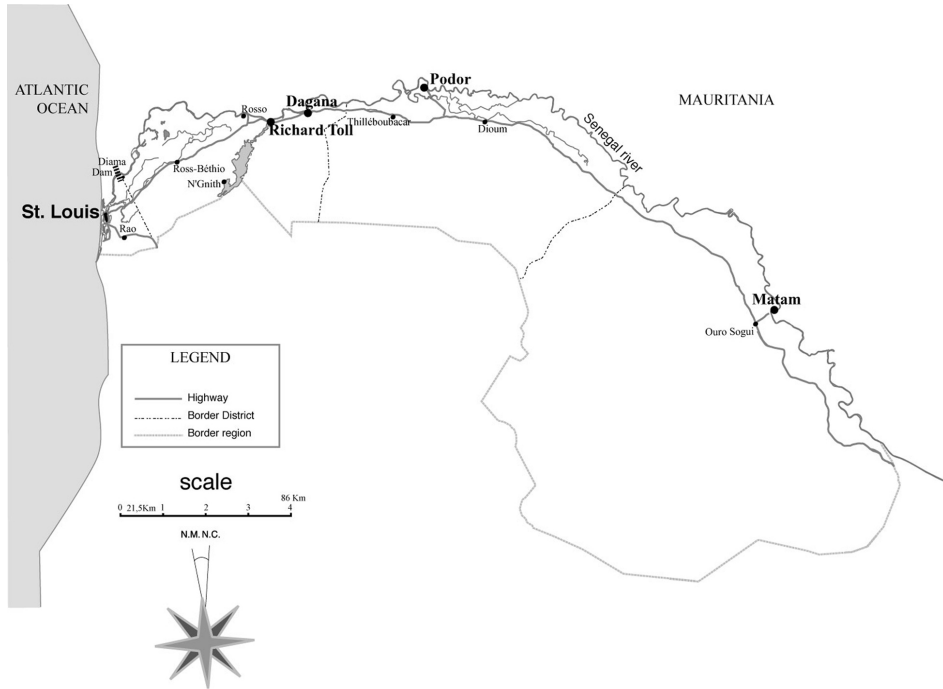 ATLANTIC
OCEAN
MAURITANIA
Podor
Dagana
Rosso
Richard Toll
Thilléboubacar
Dioum
Senegal river
Diama
Dam
Ross-Béthio
N'Gnith
St. Louis
Rao
Matam
Ouro Sogui
LEGEND
Highway
Border District
Border region
scale
86 Km
0 21,5Km 1 2 3 4
N.M. N.C.